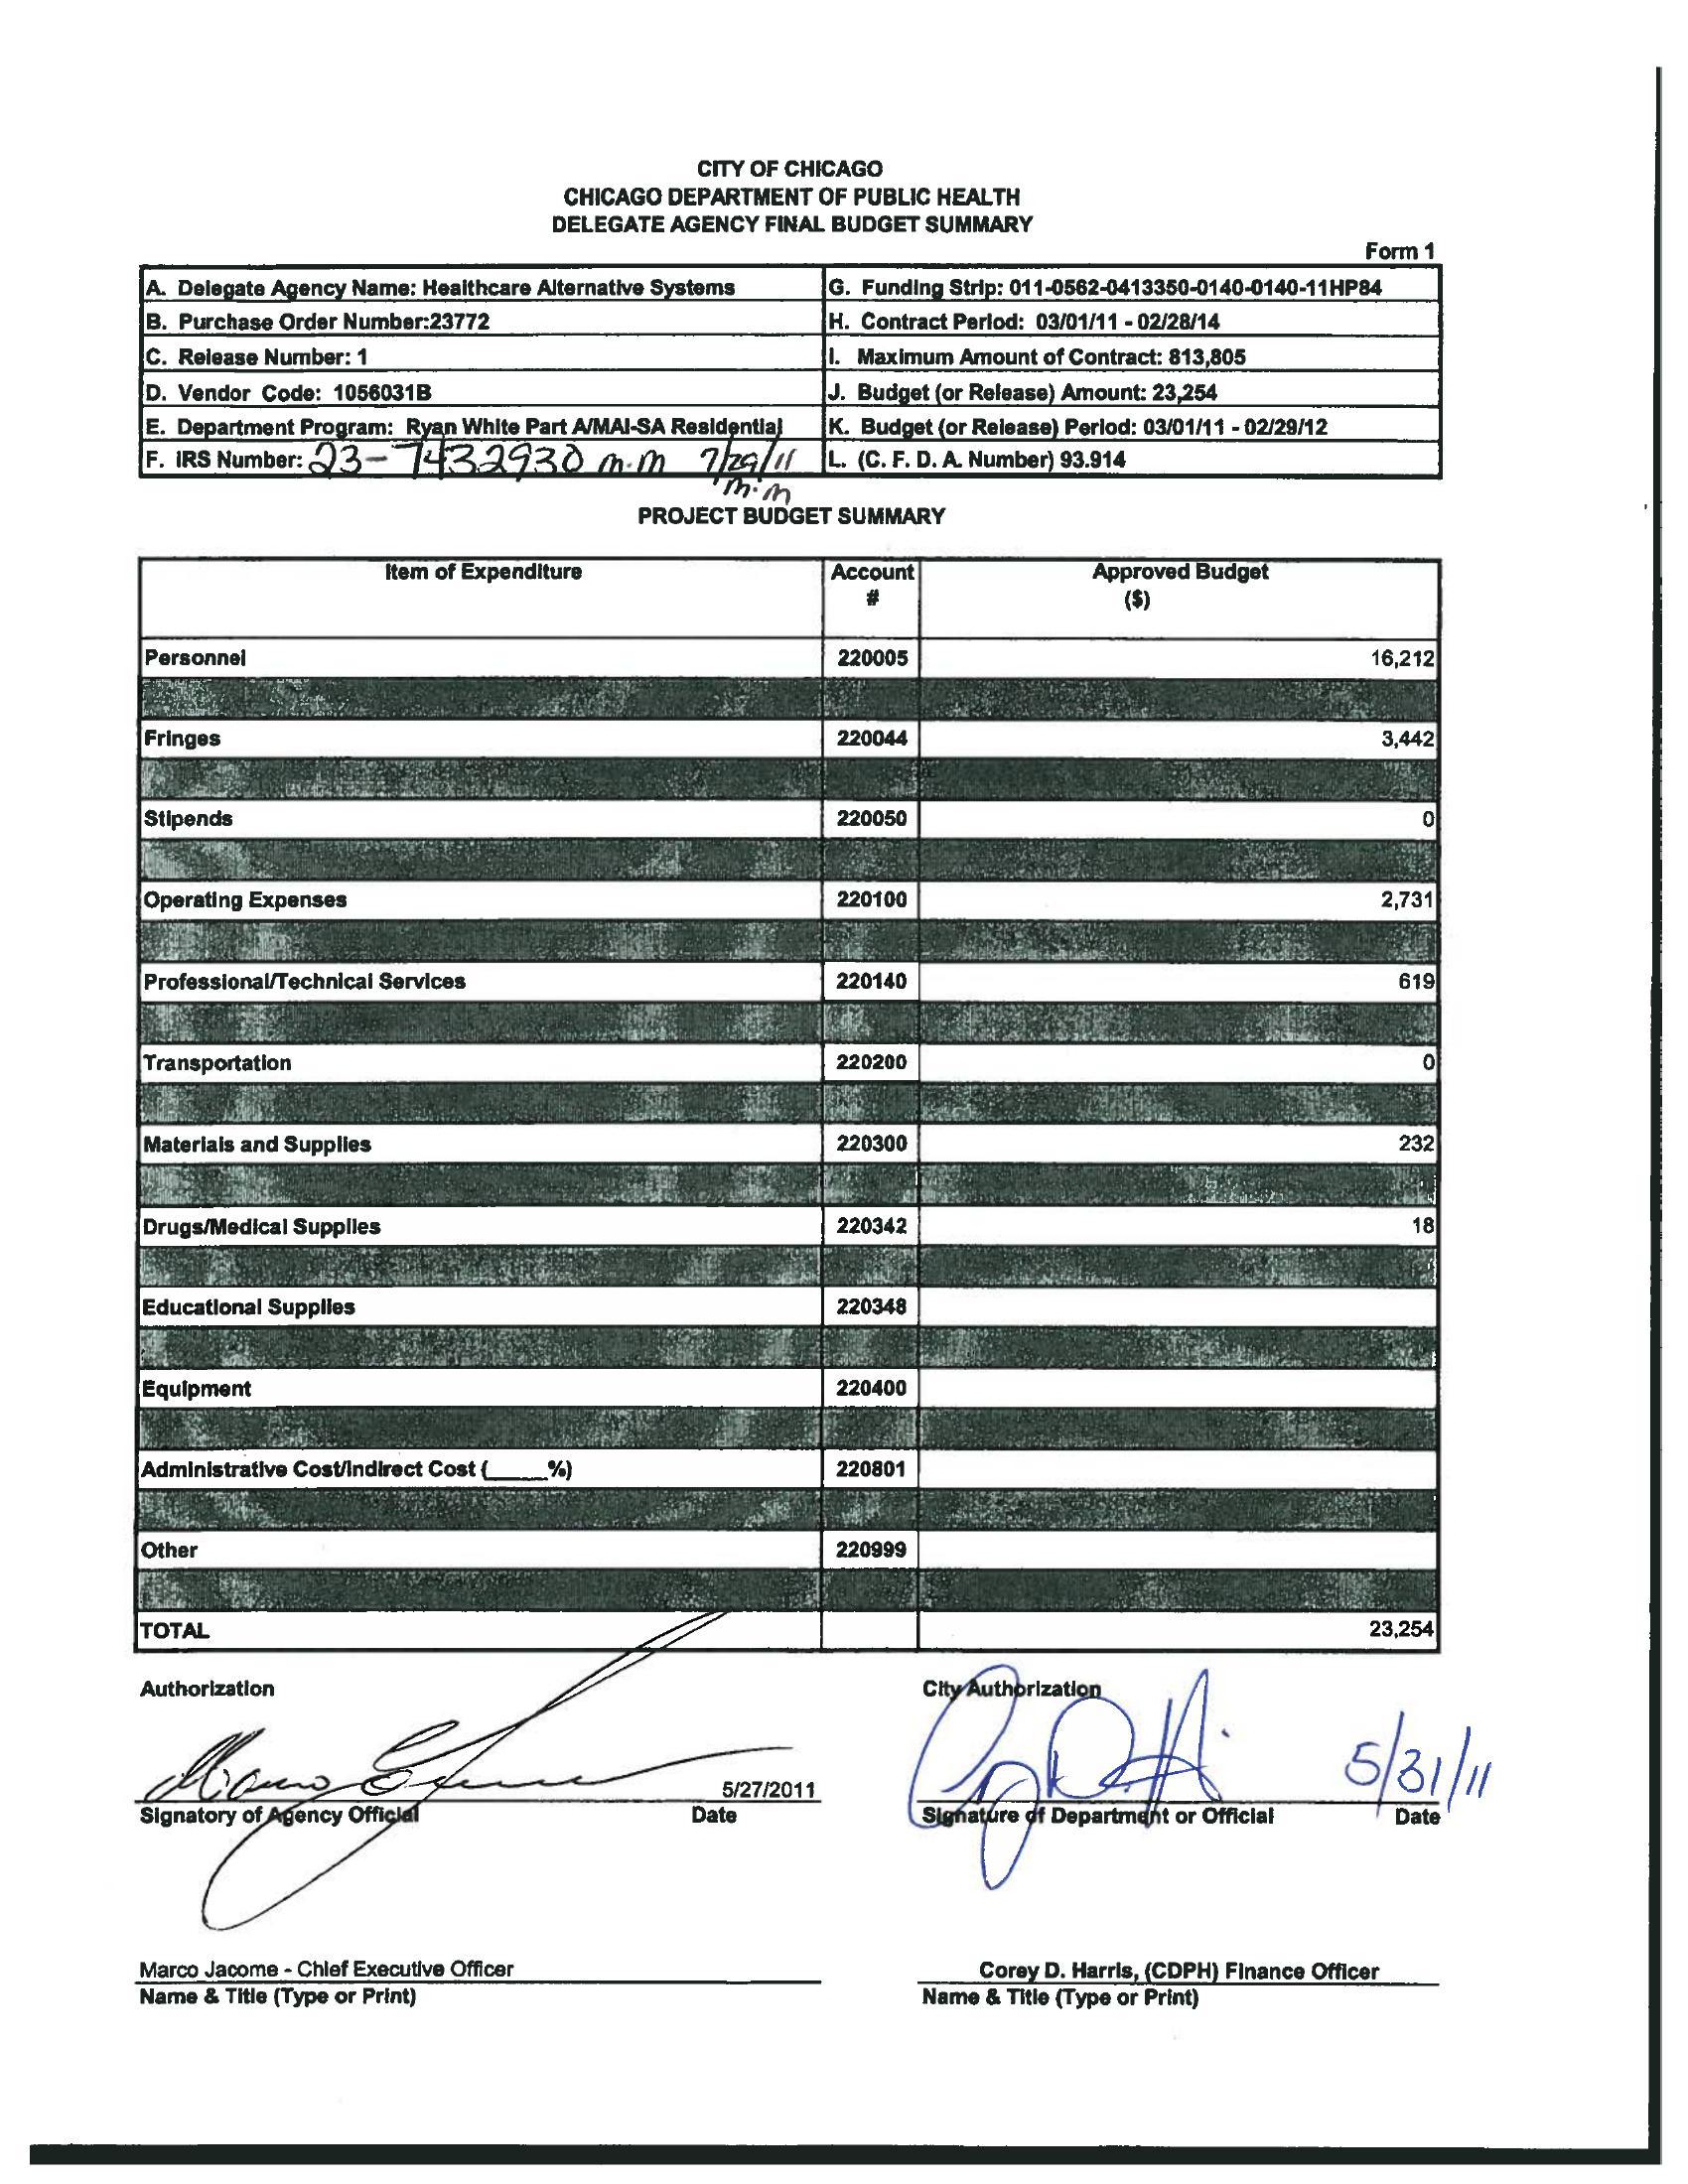 CITY OF CHICAGO
CHICAGO DEPARTMENT OF PUBLIC HEALTH
DELEGATE AGENCY FINAL BUDGET SUMMARY
Form 1
A. Delegate Agency Name: Healthcare Alternative Systems
G. Funding Strip: 011-0562-0413350-0140-0140-11HP84
B. Purchase Order Number:23772
H. Contract Period: 03/01/11 - 02/28/14
C. Release Number: 1
I. Maximum Amount of Contract: 813,805
D. Vendor Code: 1056031B
J. Budget (or Release) Amount: 23,254
E. Department Program: Ryan White Part A/MAI-SA Residential
K. Budget (or Release) Period: 03/01/11 - 02/29/12
F. IRS Number: 23-7432930 m.m 7/29/11
m.m
L. (C. F. D. A. Number) 93.914
PROJECT BUDGET SUMMARY
Item of Expenditure Account # Approved Budget ($)
Personnel 220005 16,212
Fringes 220044 3,442
Stipends 220050 0
Operating Expenses 220100 2,731
Professional/Technical Services 220140 619
Transportation 220200 0
Materials and Supplies 220300 232
Drugs/Medical Supplies 220342 18
Educational Supplies 220348
Equipment 220400
Administrative Cost/Indirect Cost (_____%) 220801
Other 220999
TOTAL 23,254
Authorization
City Authorization
5/27/2011
5/31/11
Signatory of Agency Official Date
Signature of Department or Official Date
Marco Jacome - Chief Executive Officer
Name & Title (Type or Print)
Corey D. Harris, (CDPH) Finance Officer
Name & Title (Type or Print)